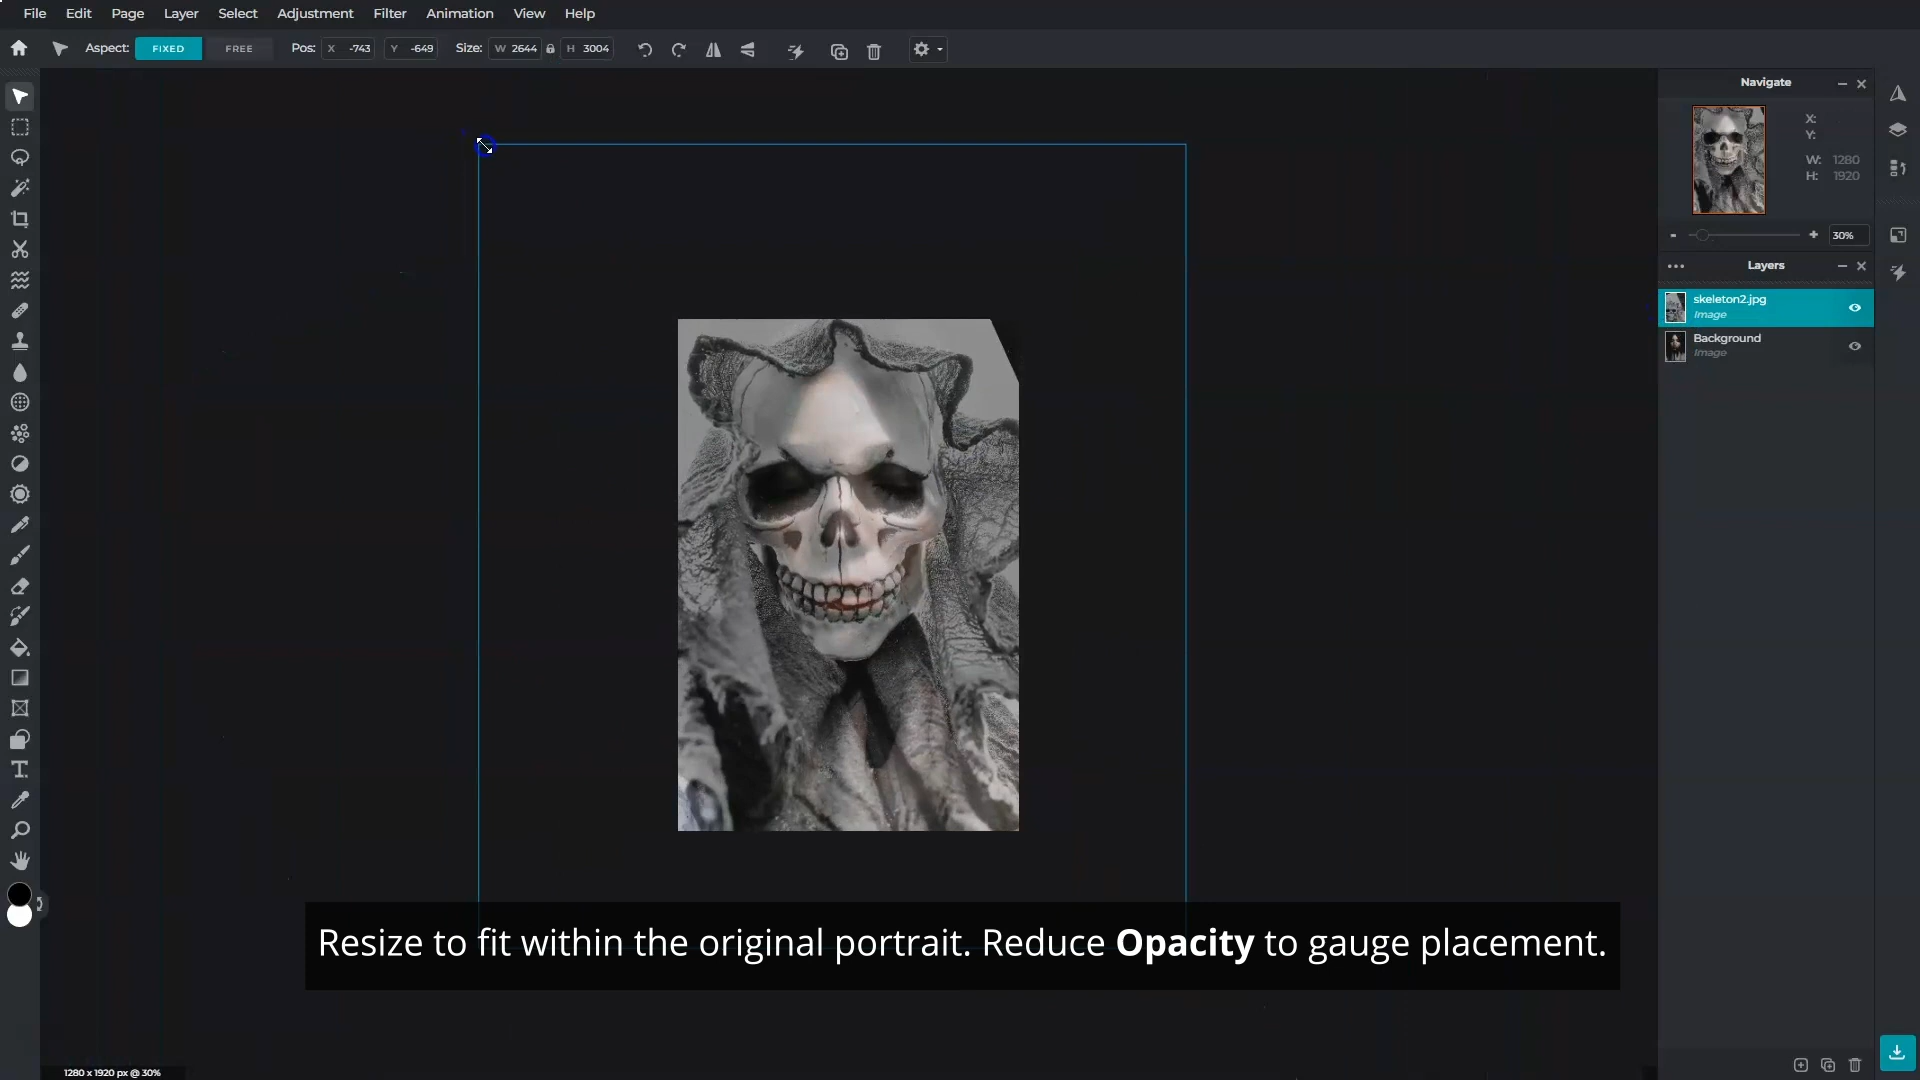 File Edit Page Layer Select Adjustment Filter Animation View Help
Aspect: FIXED FREE Pos: X -743 Y -649 Size: W 2644 H 3004
Navigate
X:
Y:
W: 1280
H: 1920
30%
Layers
skeleton2.jpg
Image
Background
Image
Resize to fit within the original portrait. Reduce Opacity to gauge placement.
1280 x 1920 px @ 30%